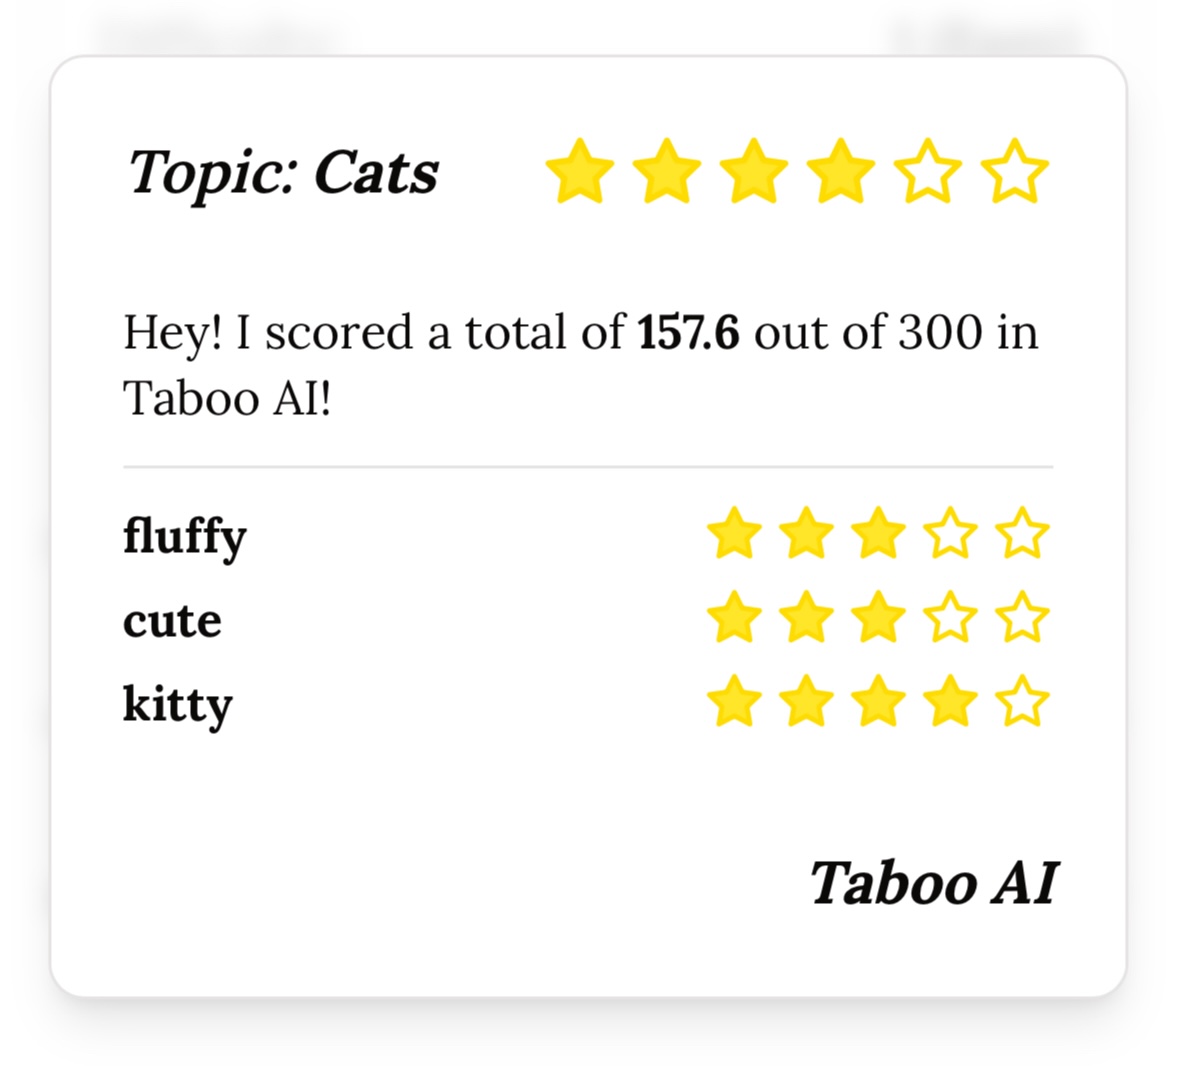 Topic: Cats
Hey! I scored a total of 157.6 out of 300 in
Taboo AI!
fluffy
cute
kitty
Taboo AI